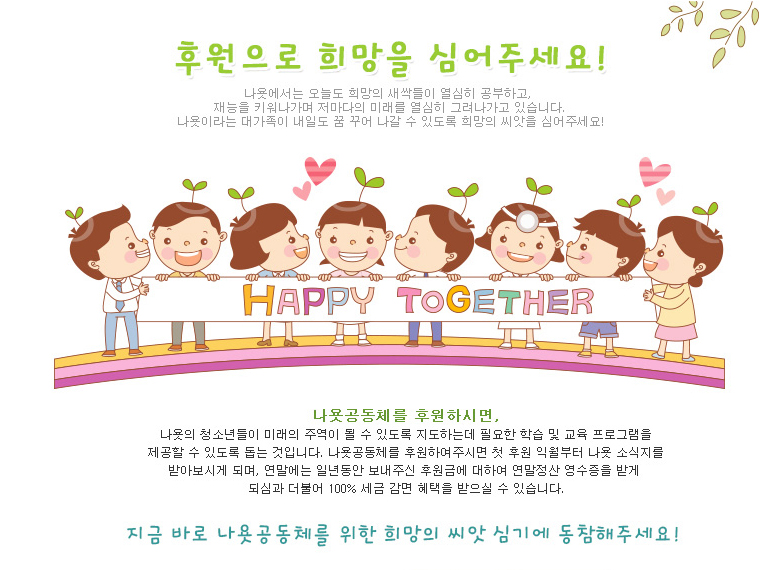 후원으로 희망을 심어주세요!
나욧에서는 오늘도 희망의 새싹들이 열심히 공부하고,
재능을 키워나가며 저마다의 미래를 열심히 그려나가고 있습니다.
나욧이라는 대가족이 내일도 꿈 꾸어 나갈 수 있도록 희망의 씨앗을 심어주세요!
HAPPY TOGETHER
나욧공동체를 후원하시면,
나욧의 청소년들이 미래의 주역이 될 수 있도록 지도하는데 필요한 학습 및 교육 프로그램을
제공할 수 있도록 돕는 것입니다. 나욧공동체를 후원하여주시면 첫 후원 익월부터 나욧 소식지를
받아보시게 되며, 연말에는 일년동안 보내주신 후원금에 대하여 연말정산 영수증을 받게
되심과 더불어 100% 세금 감면 혜택을 받으실 수 있습니다.
지금 바로 나욧공동체를 위한 희망의 씨앗 심기에 동참해주세요!